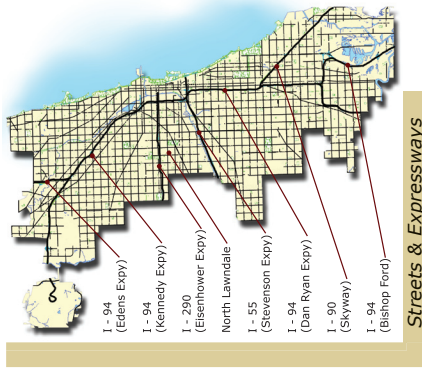 I - 94
(Edens Expy)
I - 94
(Kennedy Expy)
I - 290
(Eisenhower Expy)
North Lawndale
I - 55
(Stevenson Expy)
I - 94
(Dan Ryan Expy)
I - 90
(Skyway)
I - 94
(Bishop Ford)
Streets & Expressways